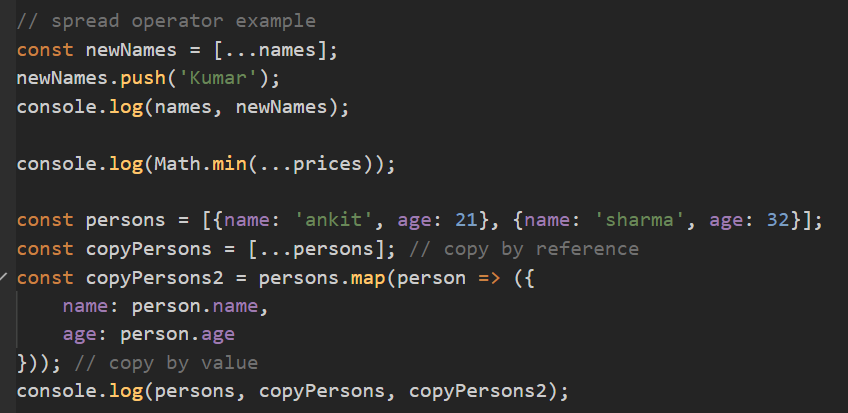 // spread operator example
const newNames = [...names];
newNames.push('Kumar');
console.log(names, newNames);
console.log(Math.min(...prices));
const persons = [{name: 'ankit', age: 21}, {name: 'sharma', age: 32}];
const copyPersons = [...persons]; // copy by reference
const copyPersons2 = persons.map(person => ({
    name: person.name,
    age: person.age
})); // copy by value
console.log(persons, copyPersons, copyPersons2);